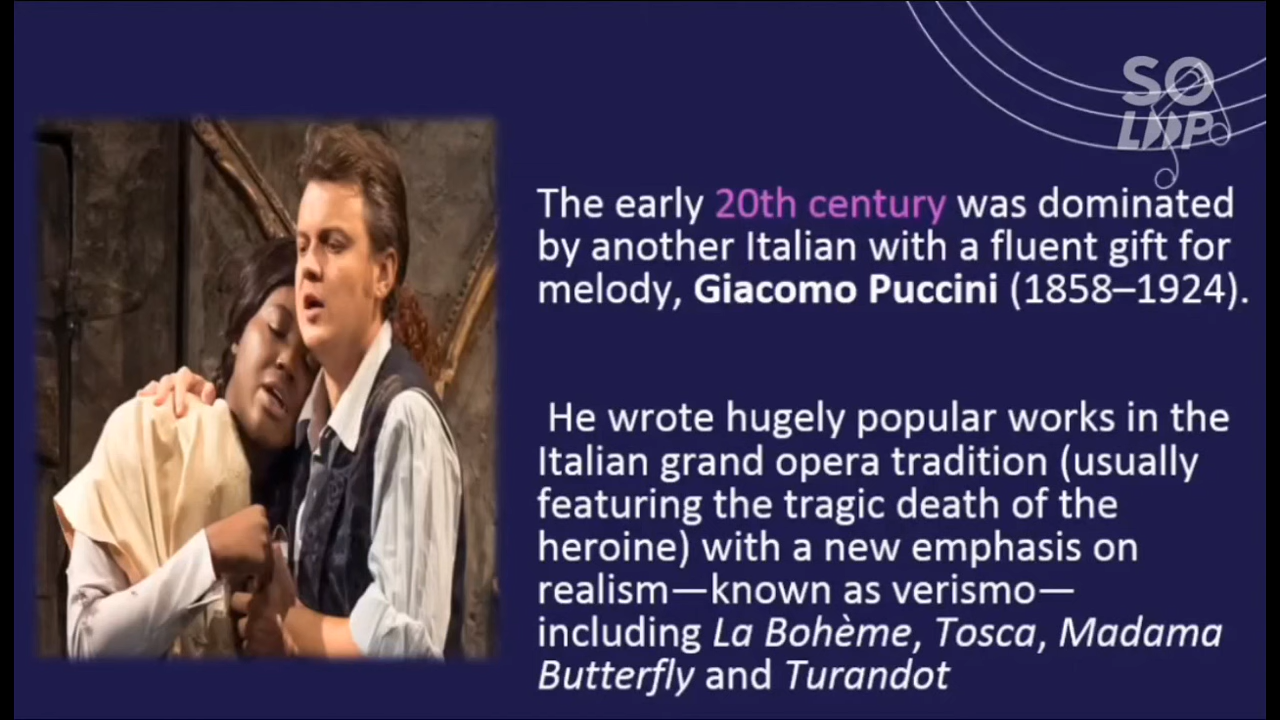 SO
LOOP
The early 20th century was dominated
by another Italian with a fluent gift for
melody, Giacomo Puccini (1858–1924).
He wrote hugely popular works in the
Italian grand opera tradition (usually
featuring the tragic death of the
heroine) with a new emphasis on
realism—known as verismo—
including La Bohème, Tosca, Madama
Butterfly and Turandot